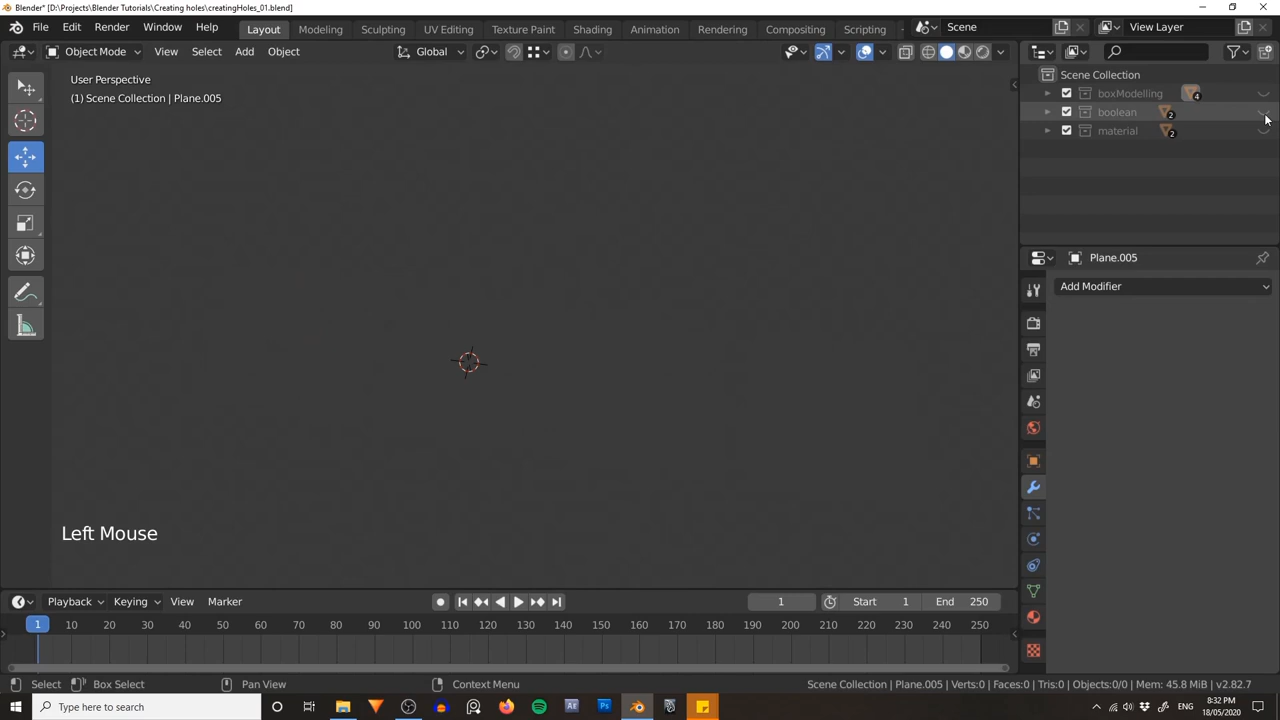 Blender* [D:\Projects\Blender Tutorials\Creating holes\creatingHoles_01.blend]
File Edit Render Window Help Layout Modeling Sculpting UV Editing Texture Paint Shading Animation Rendering Compositing Scripting Scene View Layer
Object Mode View Select Add Object Global
User Perspective
(1) Scene Collection | Plane.005
Scene Collection
boxModelling 4
boolean 2
material 2
Plane.005
Add Modifier
Left Mouse
Playback Keying View Marker 1 Start 1 End 250
1 10 20 30 40 50 60 70 80 90 100 110 120 130 140 150 160 170 180 190 200 210 220 230 240 250
Select Box Select Pan View Context Menu Scene Collection | Plane.005 | Verts:0 | Faces:0 | Tris:0 | Objects:0/0 | Mem: 45.8 MiB | v2.82.7
Type here to search Ae Ps ENG 8:32 PM
18/05/2020